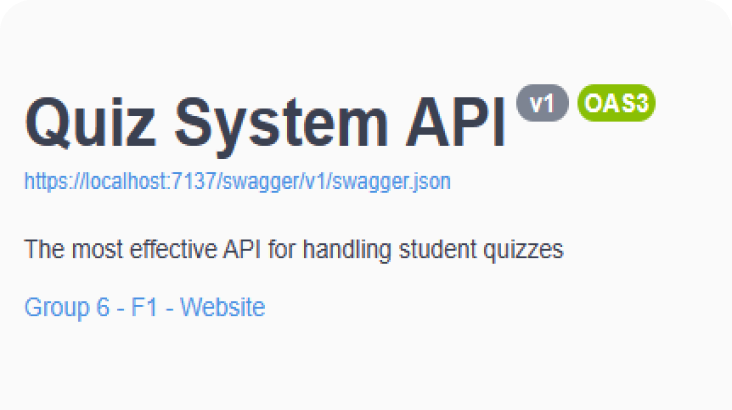 Quiz System API v1 OAS3
https://localhost:7137/swagger/v1/swagger.json
The most effective API for handling student quizzes
Group 6 - F1 - Website